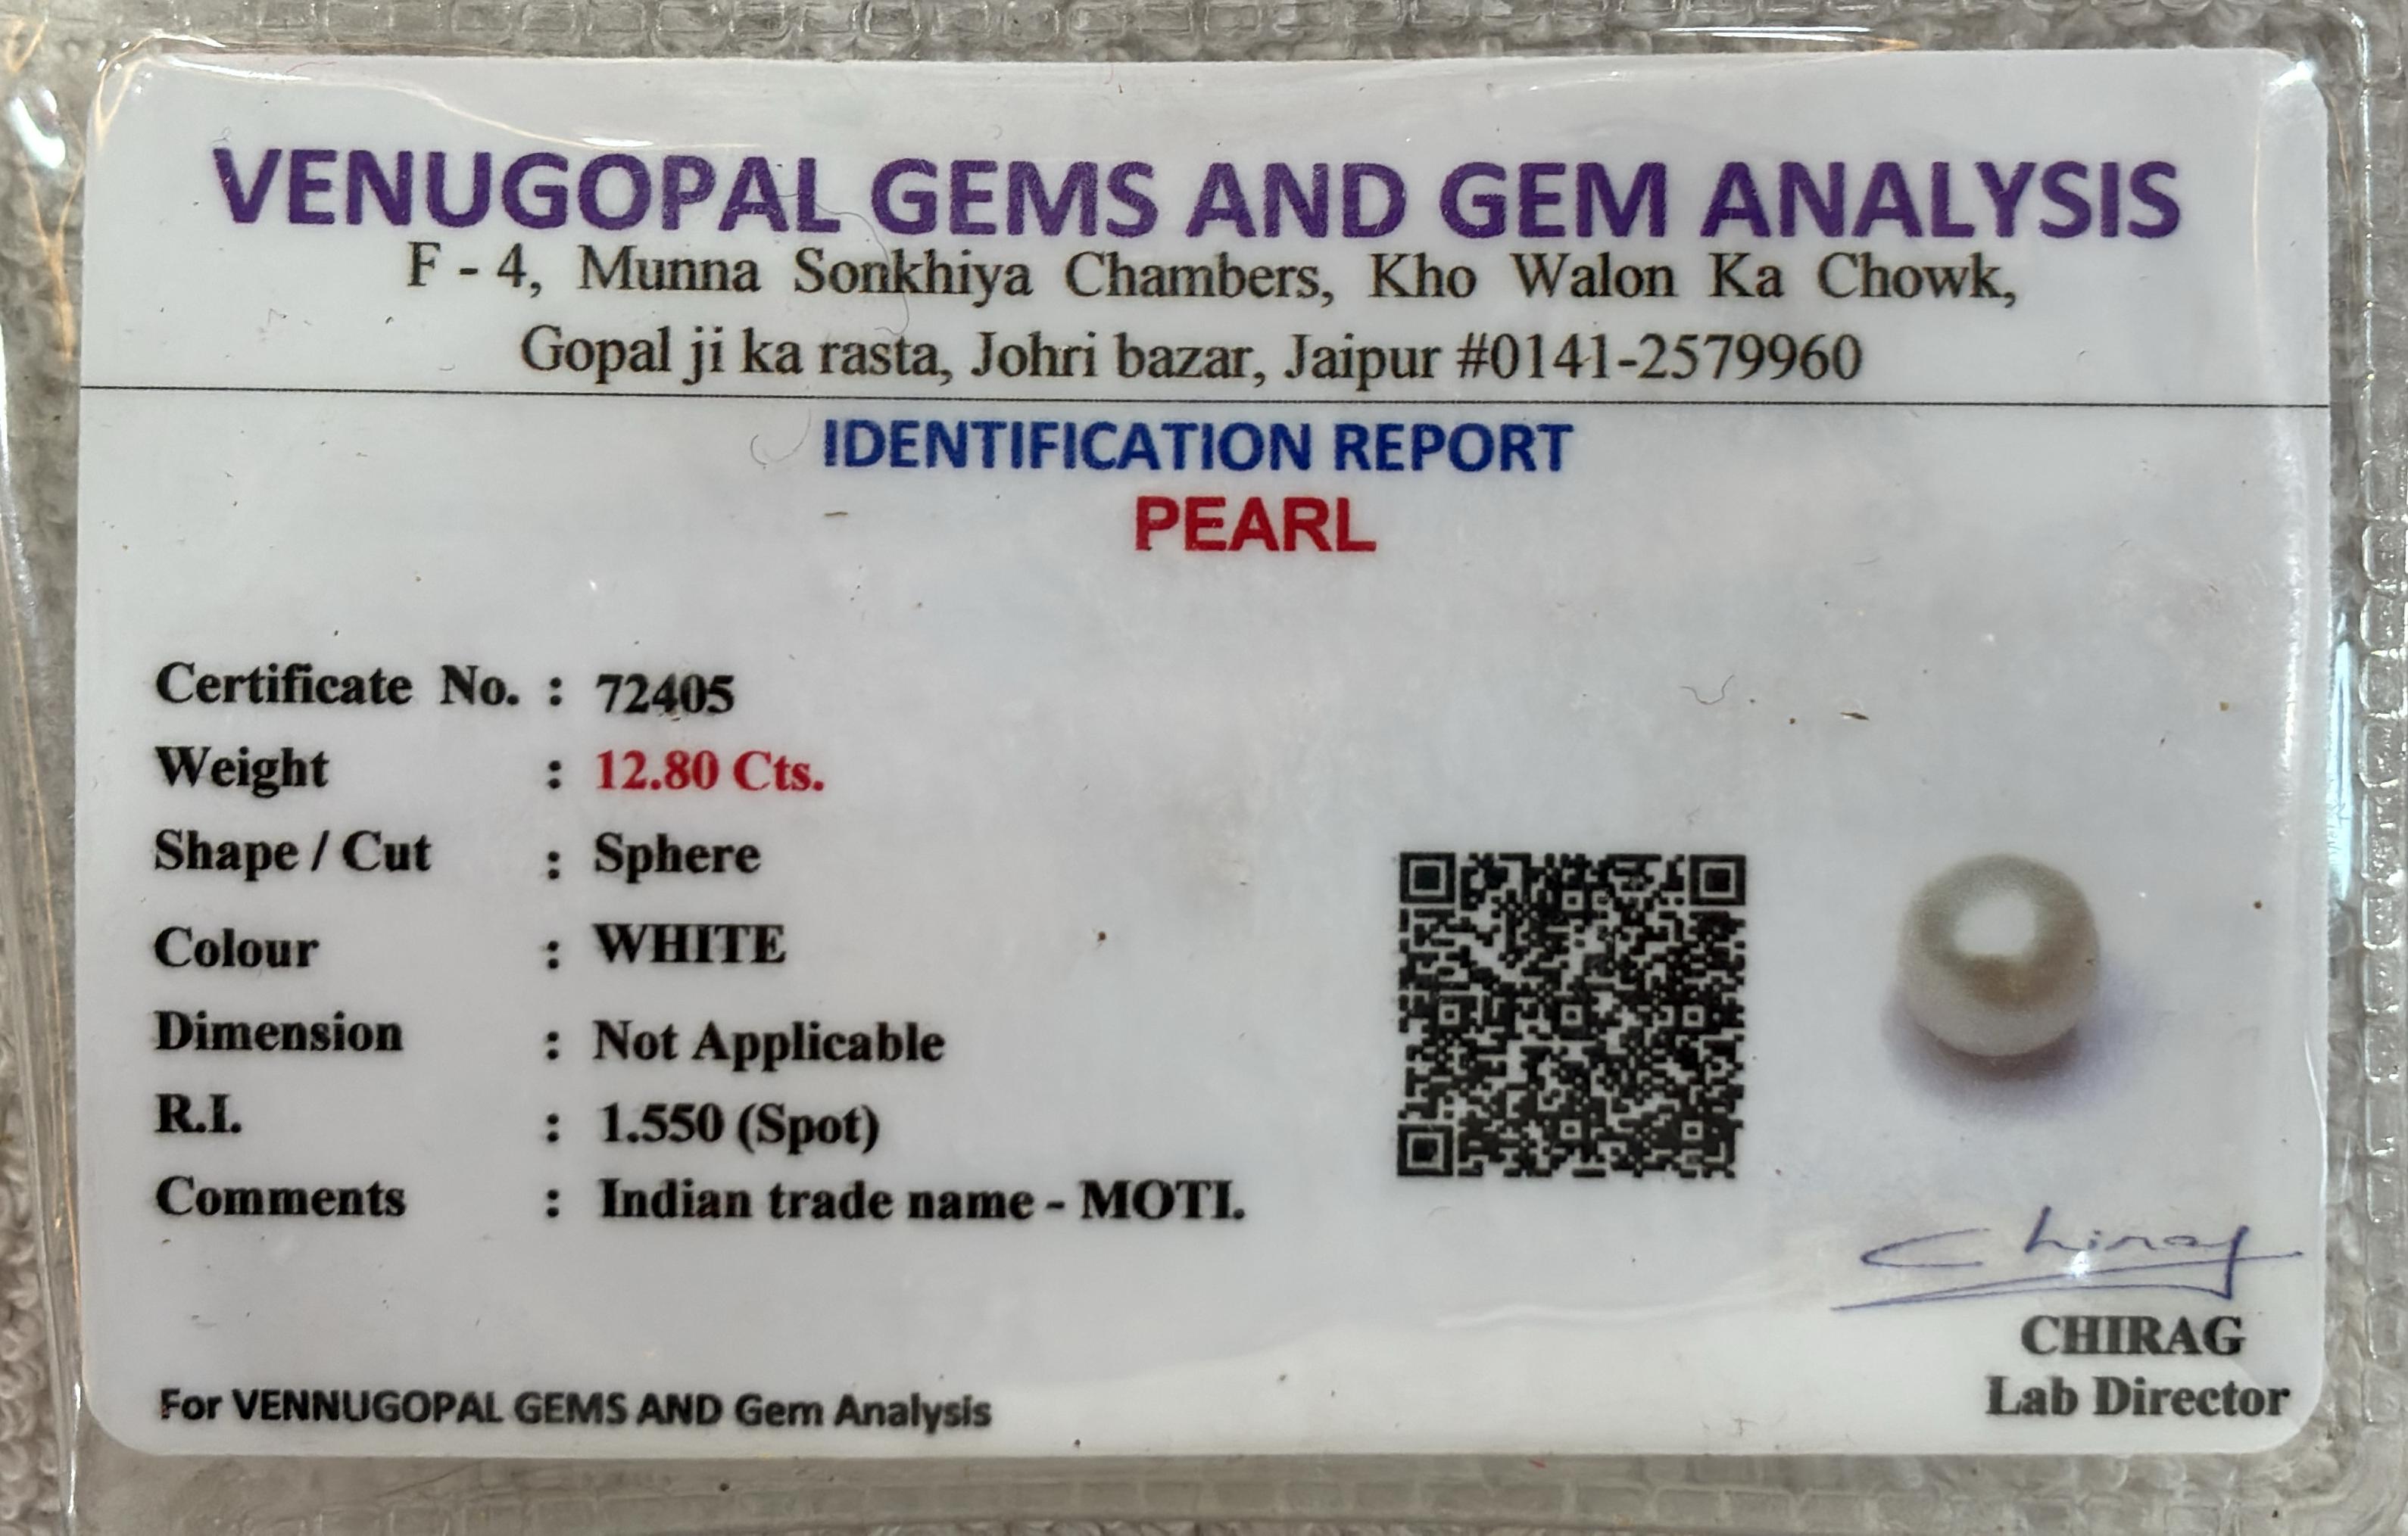 VENUGOPAL GEMS AND GEM ANALYSIS
F - 4, Munna Sonkhiya Chambers, Kho Walon Ka Chowk,
Gopal ji ka rasta, Johri bazar, Jaipur #0141-2579960
IDENTIFICATION REPORT
PEARL
Certificate No. : 72405
Weight : 12.80 Cts.
Shape / Cut : Sphere
Colour : WHITE
Dimension : Not Applicable
R.I. : 1.550 (Spot)
Comments : Indian trade name - MOTI.
Chirag
CHIRAG
Lab Director
For VENNUGOPAL GEMS AND Gem Analysis